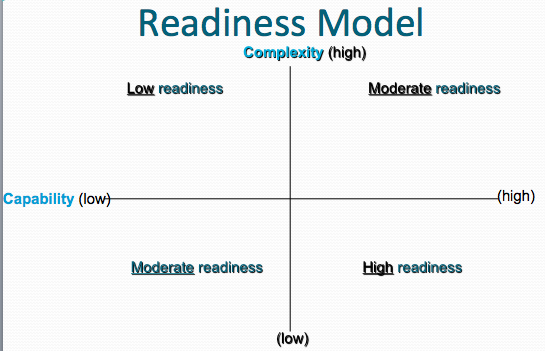 Readiness Model
Complexity (high)
Low readiness
Moderate readiness
Capability (low)
(high)
Moderate readiness
High readiness
(low)